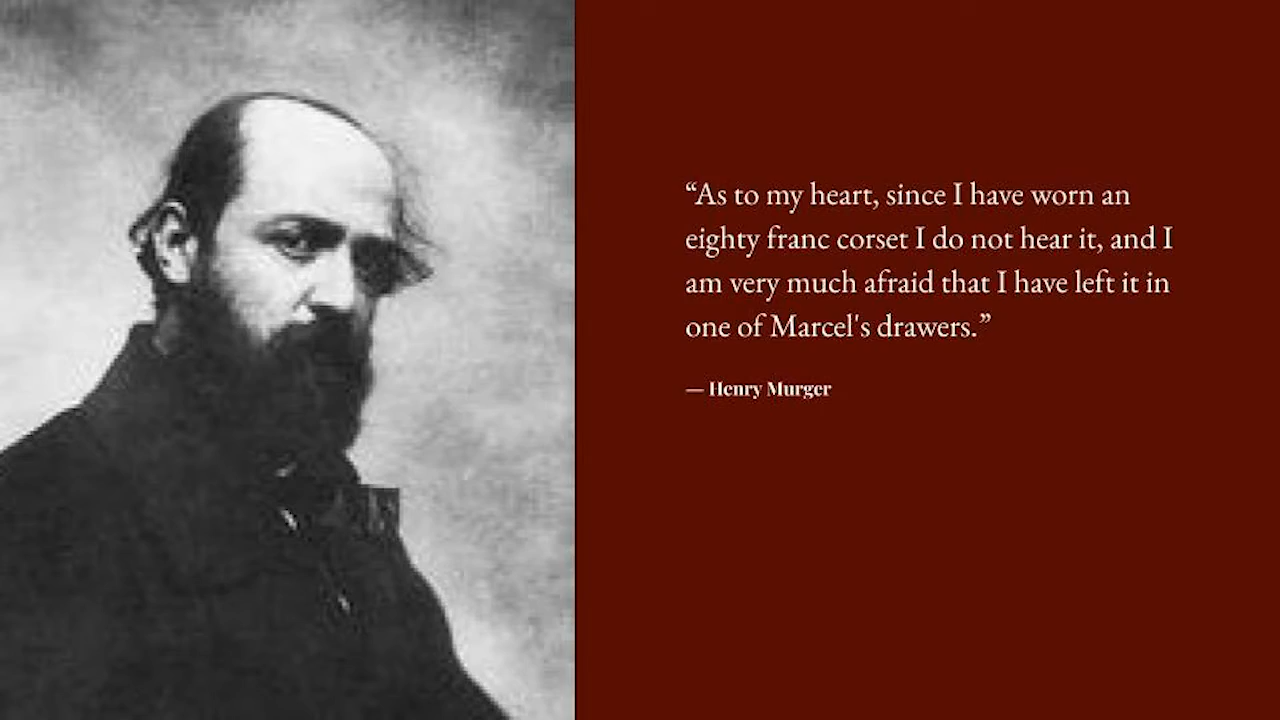 “As to my heart, since I have worn an
eighty franc corset I do not hear it, and I
am very much afraid that I have left it in
one of Marcel's drawers.”
— Henry Murger